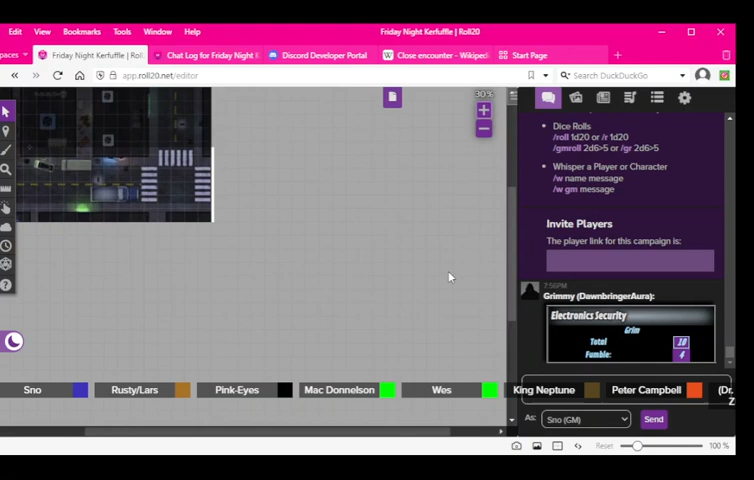 Edit View Bookmarks Tools Window Help Friday Night Kerfuffle | Roll20
paces Friday Night Kerfuffle | Roll Chat Log for Friday Night K Discord Developer Portal Close encounter - Wikiped Start Page
app.roll20.net/editor Search DuckDuckGo
30%
Dice Rolls
/roll 1d20 or /r 1d20
/gmroll 2d6>5 or /gr 2d6>5
Whisper a Player or Character
/w name message
/w gm message
Invite Players
The player link for this campaign is:
7:56PM
Grimmy (DawnbringerAura):
Electronics Security
Grim
Total 10
Fumble: 4
Sno Rusty/Lars Pink-Eyes Mac Donnelson Wes King Neptune Peter Campbell (Dr.
Z
As: Sno (GM) Send
Reset 100 %